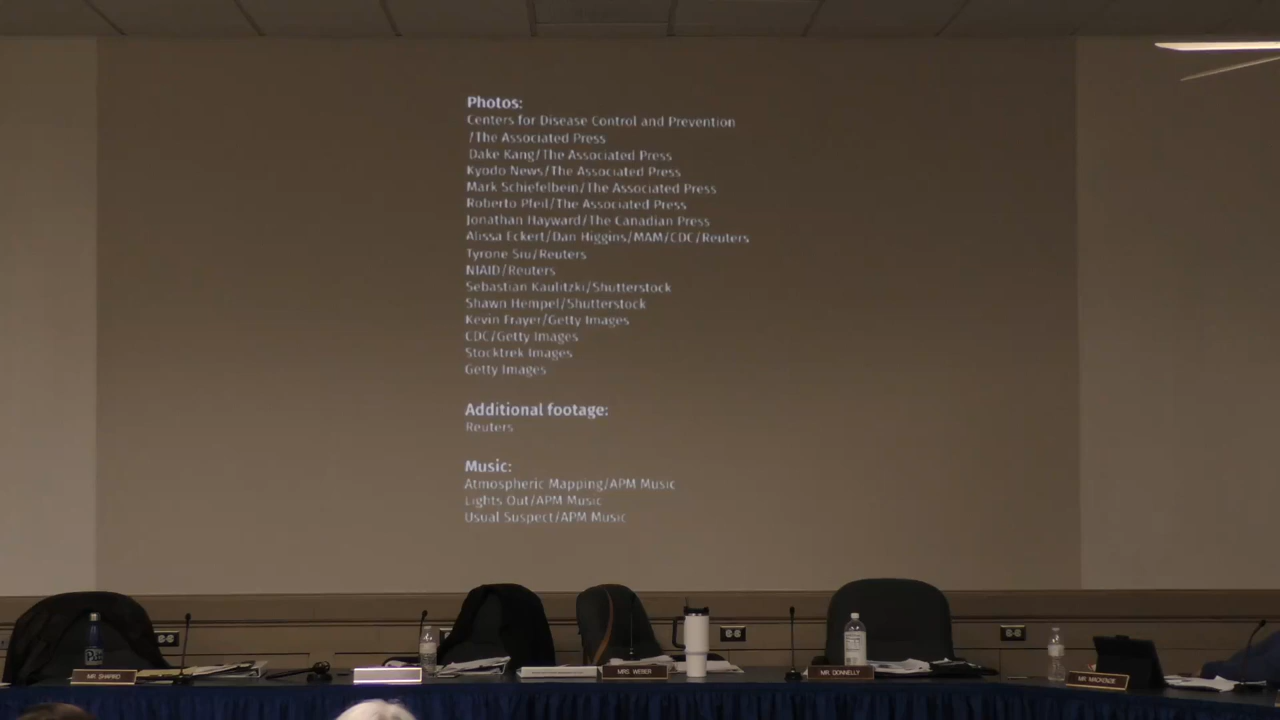 Photos:
Centers for Disease Control and Prevention
/The Associated Press
Dake Kang/The Associated Press
Kyodo News/The Associated Press
Mark Schiefelbein/The Associated Press
Roberto Pfeil/The Associated Press
Jonathan Hayward/The Canadian Press
Alissa Eckert/Dan Higgins/MAM/CDC/Reuters
Tyrone Siu/Reuters
NIAID/Reuters
Sebastian Kaulitzki/Shutterstock
Shawn Hempel/Shutterstock
Kevin Frayer/Getty Images
CDC/Getty Images
Stocktrek Images
Getty Images
Additional footage:
Reuters
Music:
Atmospheric Mapping/APM Music
Lights Out/APM Music
Usual Suspect/APM Music
MR. SHAPIRO
MRS. WEBER
MR. DONNELLY
MR. MACKENZIE